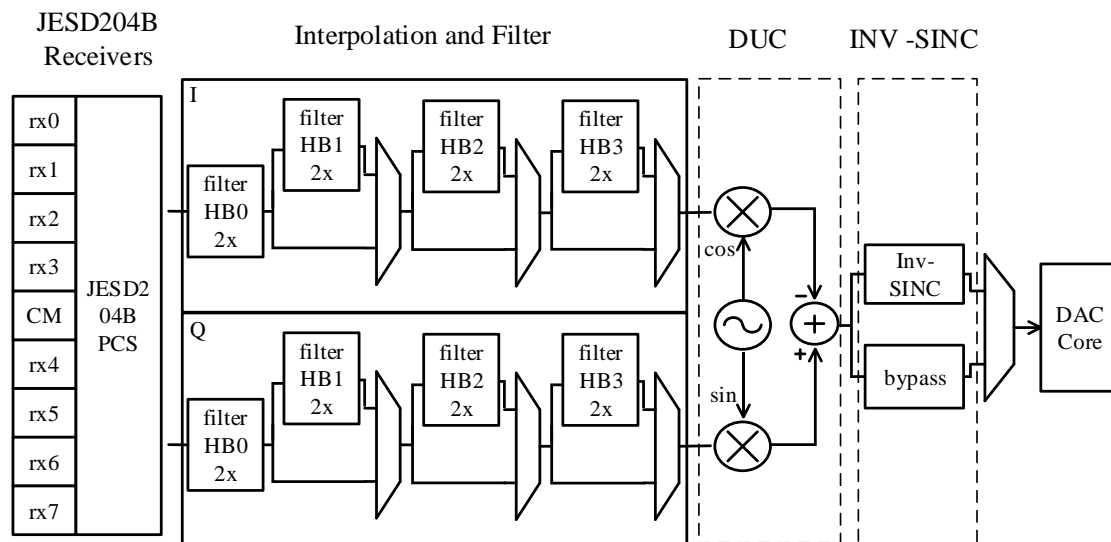 JESD204B
Receivers
Interpolation and Filter
DUC
INV -SINC
rx0
rx1
rx2
rx3
CM
rx4
rx5
rx6
rx7
JESD2
04B
PCS
I
filter
HB0
2x
filter
HB1
2x
filter
HB2
2x
filter
HB3
2x
Q
filter
HB0
2x
filter
HB1
2x
filter
HB2
2x
filter
HB3
2x
cos
sin
-
+
+
Inv-
SINC
bypass
DAC
Core